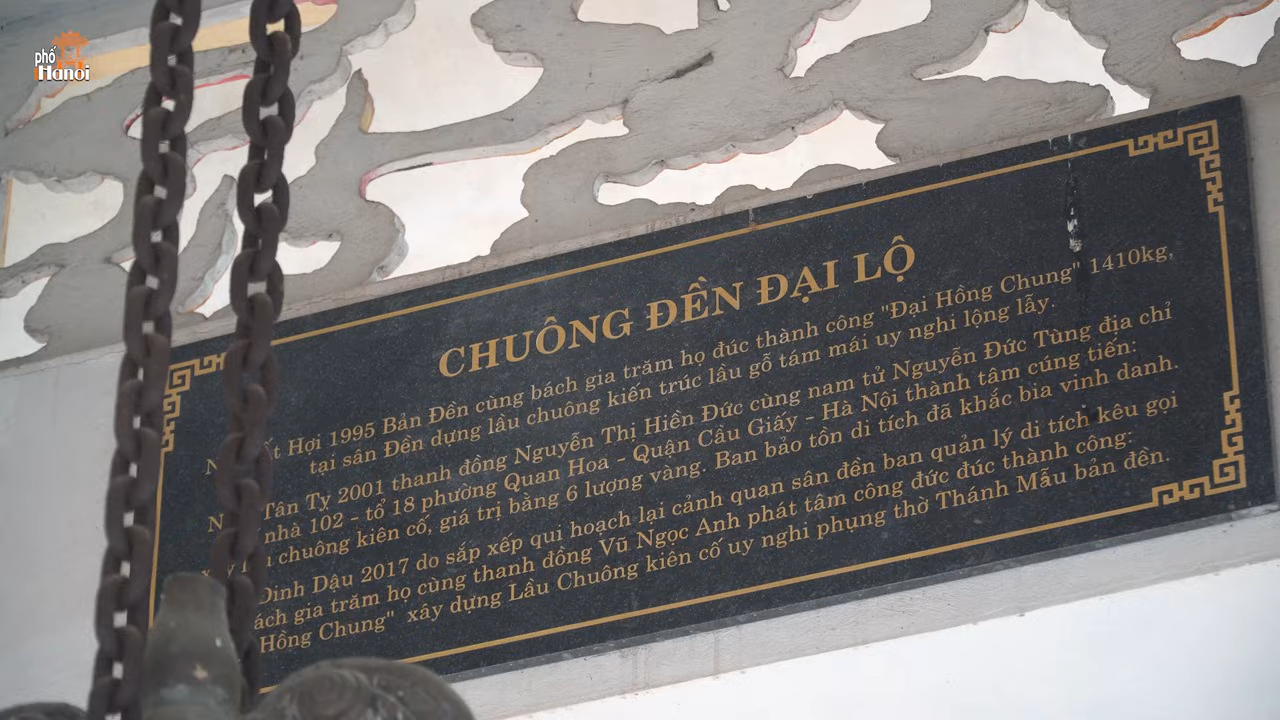 phố
Hanoi
CHUÔNG ĐỀN ĐẠI LỘ
Hợi 1995 Bản Đền cùng bách gia trăm họ đúc thành công "Đại Hồng Chung" 1410kg,
tại sân Đền dựng lầu chuông kiến trúc lầu gỗ tám mái uy nghi lộng lẫy.
Tân Tỵ 2001 thanh đồng Nguyễn Thị Hiền Đức cùng nam tử Nguyễn Đức Tùng địa chỉ
nhà 102 - tổ 18 phường Quan Hoa - Quận Cầu Giấy - Hà Nội thành tâm cúng tiến:
chuông kiên cố, giá trị bằng 6 lượng vàng. Ban bảo tồn di tích đã khắc bia vinh danh.
Đinh Dậu 2017 do sắp xếp qui hoạch lại cảnh quan sân đền ban quản lý di tích kêu gọi
ách gia trăm họ cùng thanh đồng Vũ Ngọc Anh phát tâm công đức đúc thành công:
Hồng Chung" xây dựng Lầu Chuông kiên cố uy nghi phụng thờ Thánh Mẫu bản đền.